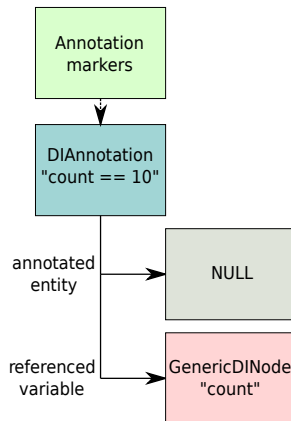 Annotation
markers
DIAnnotation
"count == 10"
annotated
entity
NULL
referenced
variable
GenericDINode
"count"